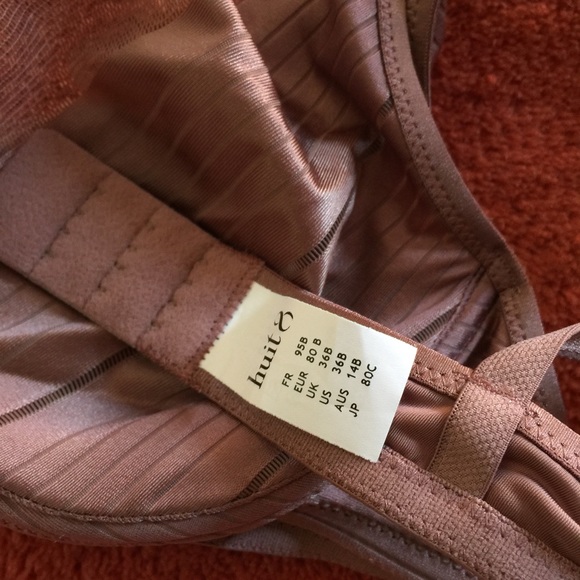 huit 8
FR 95B
EUR 80 B
UK 36B
US 36B
AUS 14B
JP 80C